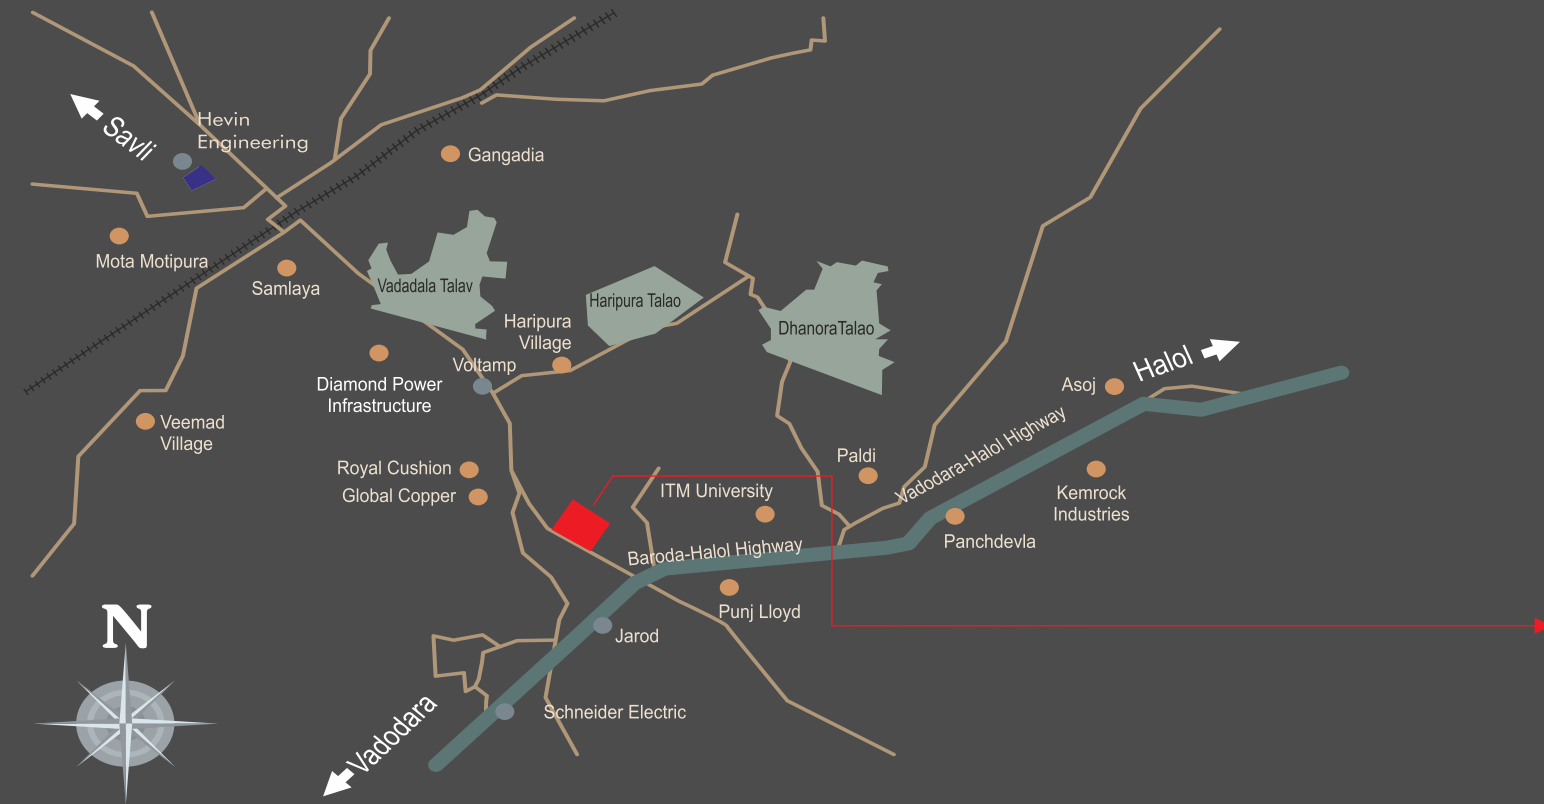 Hevin
Engineering
Savli
Gangadia
Mota Motipura
Samlaya
Vadadala Talav
Haripura Talao
Haripura
Village
DhanoraTalao
Voltamp
Diamond Power
Infrastructure
Halol
Asoj
Veemad
Village
Vadodara-Halol Highway
Royal Cushion
Global Copper
Paldi
ITM University
Kemrock
Industries
Panchdevla
Baroda-Halol Highway
Punj Lloyd
Jarod
N
Schneider Electric
Vadodara